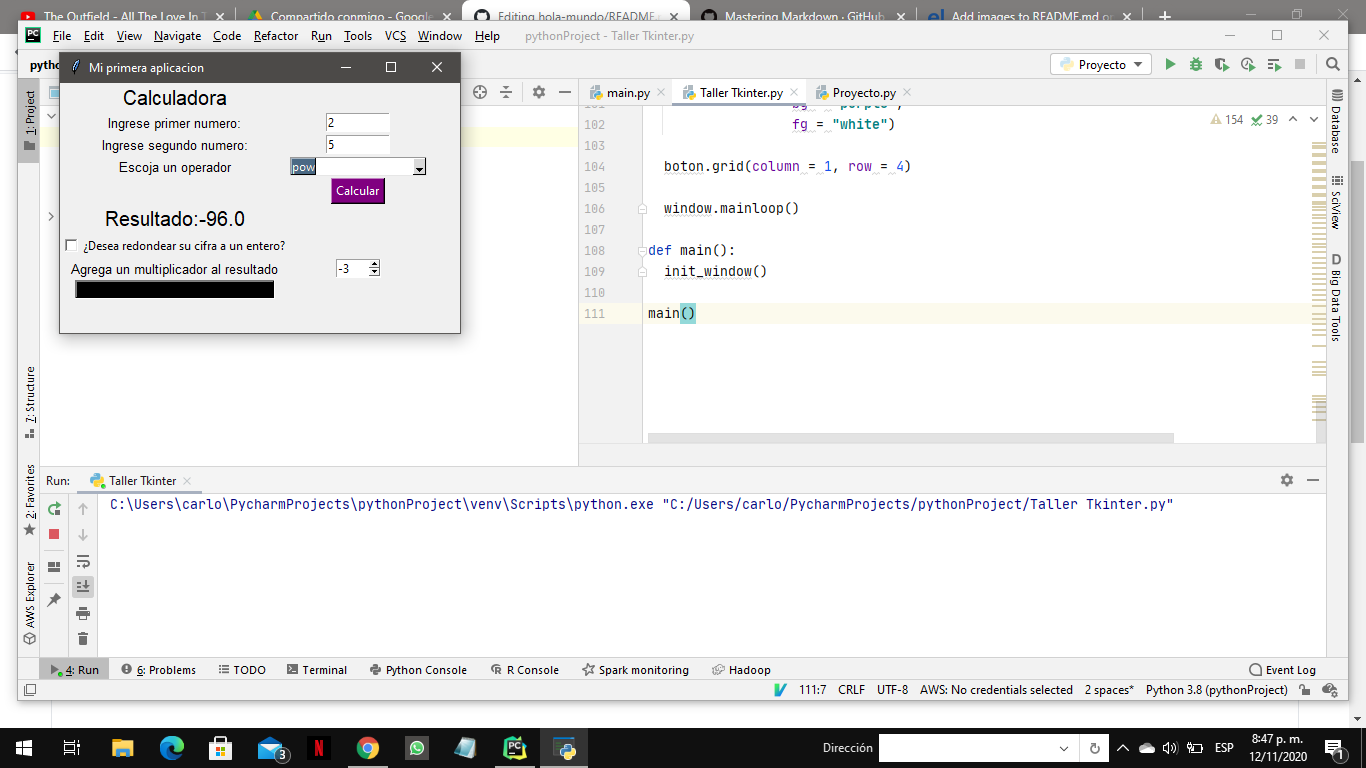 The Outfield - All The Love In T
Compartido conmigo - Google
Editing hola-mundo/README.
Mastering Markdown · GitHub
Add images to README.md
File Edit View Navigate Code Refactor Run Tools VCS Window Help pythonProject - Taller Tkinter.py
Mi primera aplicacion
Proyecto
Calculadora
Ingrese primer numero: 2
Ingrese segundo numero: 5
Escoja un operador pow
Calcular
Resultado:-96.0
¿Desea redondear su cifra a un entero?
Agrega un multiplicador al resultado -3
main.py Taller Tkinter.py Proyecto.py
154 39
102 fg = "white")
103
104 boton.grid(column = 1, row = 4)
105
106 window.mainloop()
107
108 def main():
109 init_window()
110
111 main()
1: Project
7: Structure
2: Favorites
AWS Explorer
Database
SciView
Big Data Tools
Run: Taller Tkinter
C:\Users\carlo\PycharmProjects\pythonProject\venv\Scripts\python.exe "C:/Users/carlo/PycharmProjects/pythonProject/Taller Tkinter.py"
4: Run 6: Problems TODO Terminal Python Console R Console Spark monitoring Hadoop Event Log
111:7 CRLF UTF-8 AWS: No credentials selected 2 spaces* Python 3.8 (pythonProject)
Dirección ESP 8:47 p. m.
12/11/2020
3
1